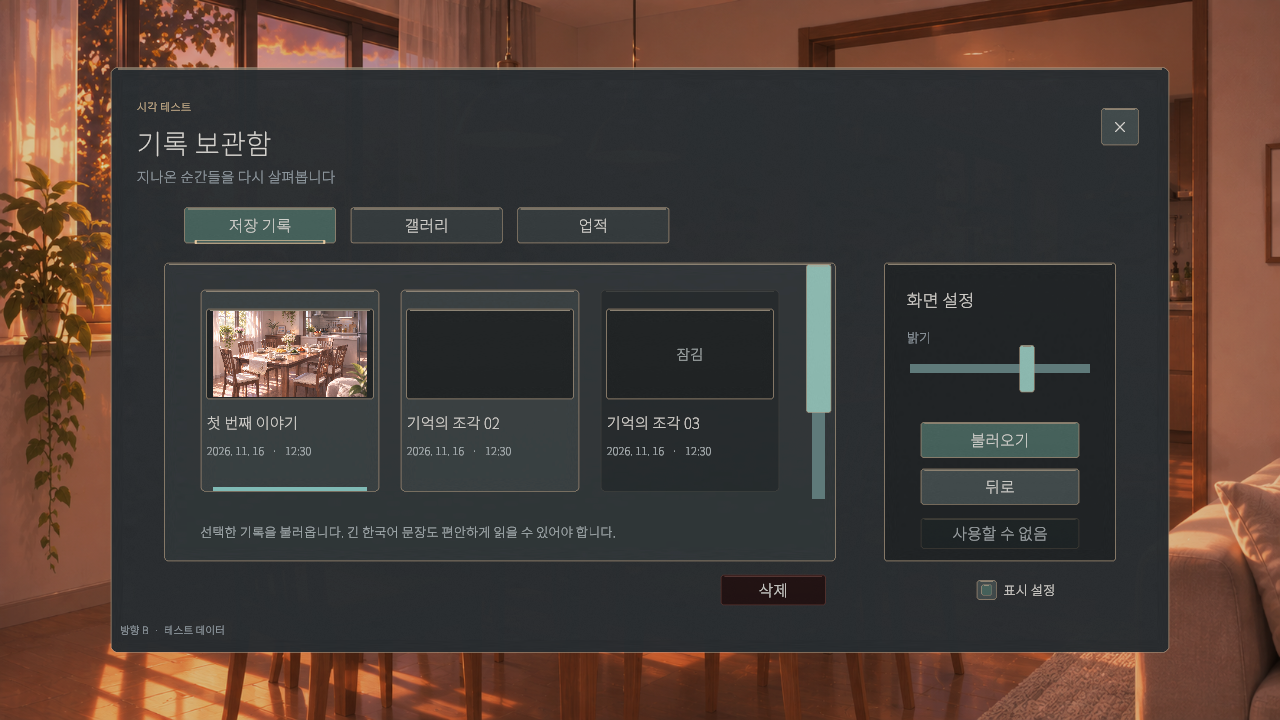 시각 테스트
기록 보관함
지나온 순간들을 다시 살펴봅니다
×
저장 기록
갤러리
업적
첫 번째 이야기
2026. 11. 16 · 12:30
기억의 조각 02
2026. 11. 16 · 12:30
잠김
기억의 조각 03
2026. 11. 16 · 12:30
선택한 기록을 불러옵니다. 긴 한국어 문장도 편안하게 읽을 수 있어야 합니다.
화면 설정
밝기
불러오기
뒤로
사용할 수 없음
삭제
표시 설정
방향 B · 테스트 데이터